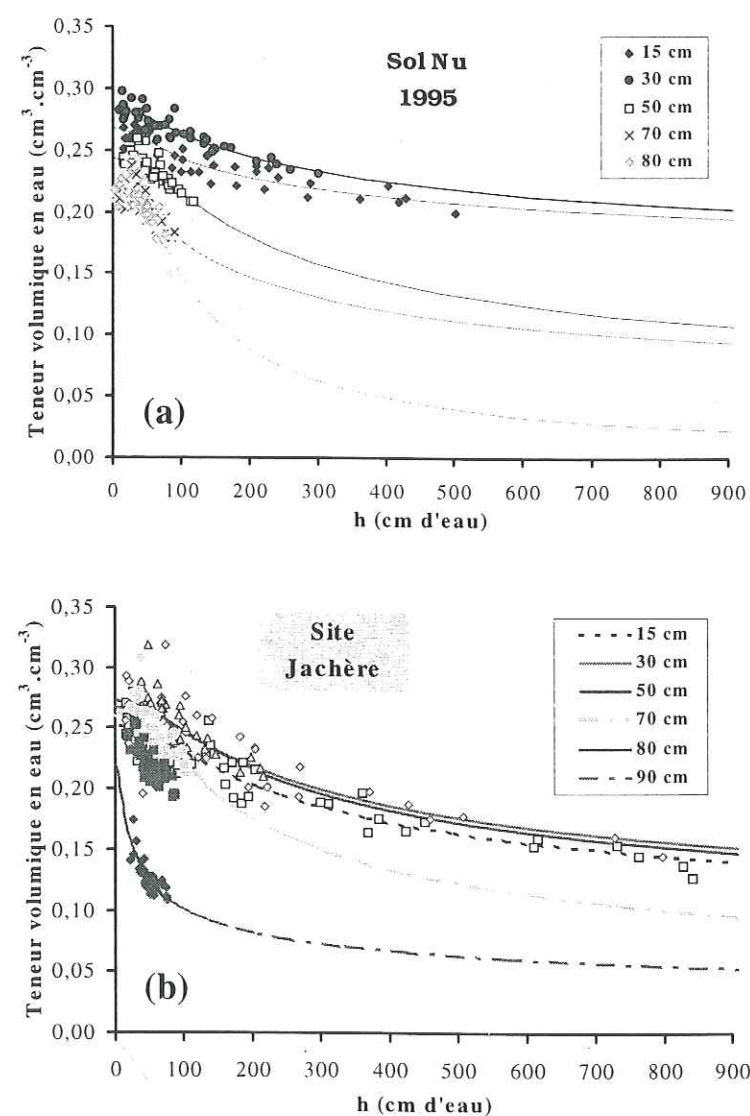 Teneur volumique en eau (cm³.cm⁻³)
0,35
0,30
0,25
0,20
0,15
0,10
0,05
0,00
Sol Nu
1995
15 cm
30 cm
50 cm
70 cm
80 cm
(a)
0 100 200 300 400 500 600 700 800 900
h (cm d'eau)
Teneur volumique en eau (cm³.cm⁻³)
0,35
0,30
0,25
0,20
0,15
0,10
0,05
0,00
Site
Jachère
15 cm
30 cm
50 cm
70 cm
80 cm
90 cm
(b)
0 100 200 300 400 500 600 700 800 900
h (cm d'eau)